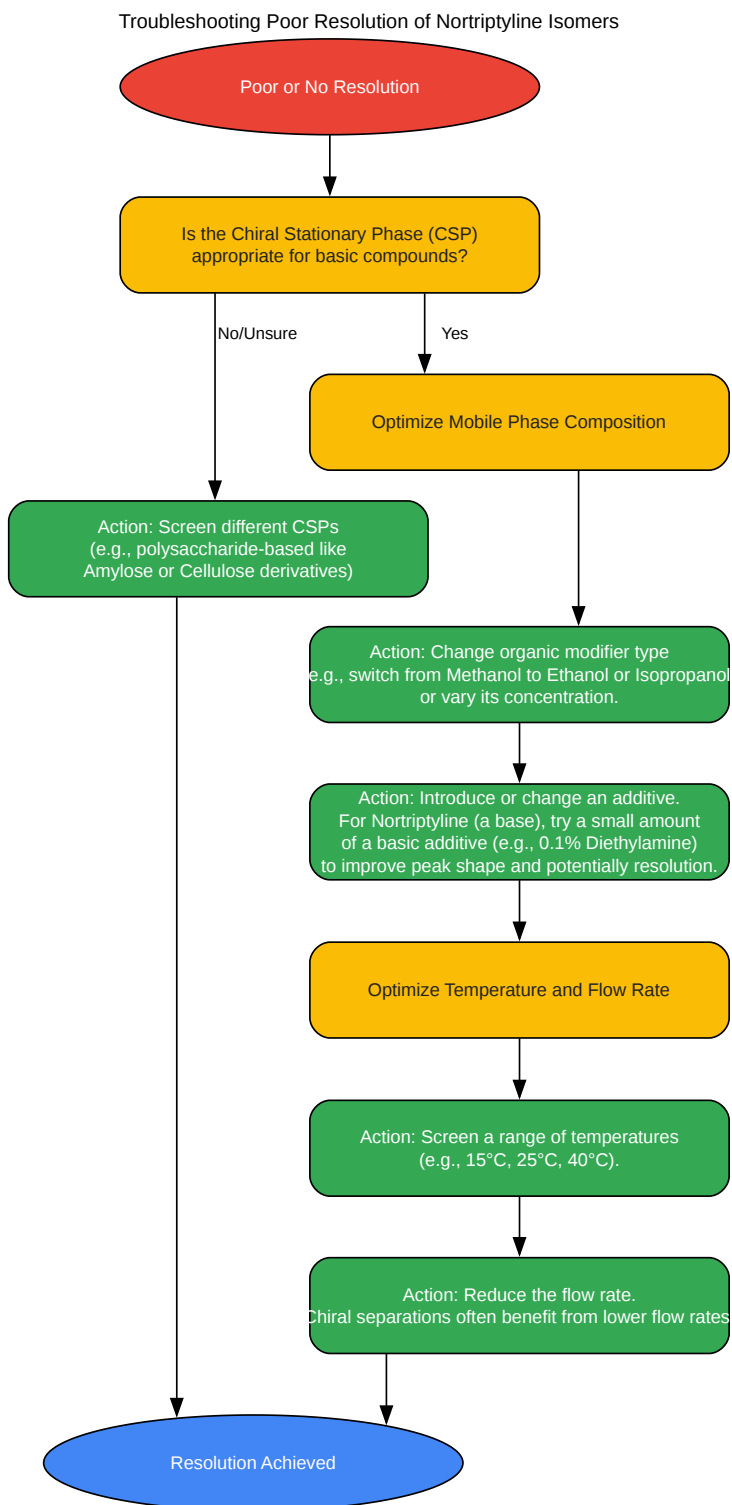 Troubleshooting Poor Resolution of Nortriptyline Isomers
Poor or No Resolution
Is the Chiral Stationary Phase (CSP)
appropriate for basic compounds?
No/Unsure
Yes
Optimize Mobile Phase Composition
Action: Screen different CSPs
(e.g., polysaccharide-based like
Amylose or Cellulose derivatives)
Action: Change organic modifier type
e.g., switch from Methanol to Ethanol or Isopropanol
or vary its concentration.
Action: Introduce or change an additive.
For Nortriptyline (a base), try a small amount
of a basic additive (e.g., 0.1% Diethylamine)
to improve peak shape and potentially resolution.
Optimize Temperature and Flow Rate
Action: Screen a range of temperatures
(e.g., 15°C, 25°C, 40°C).
Action: Reduce the flow rate.
Chiral separations often benefit from lower flow rates
Resolution Achieved